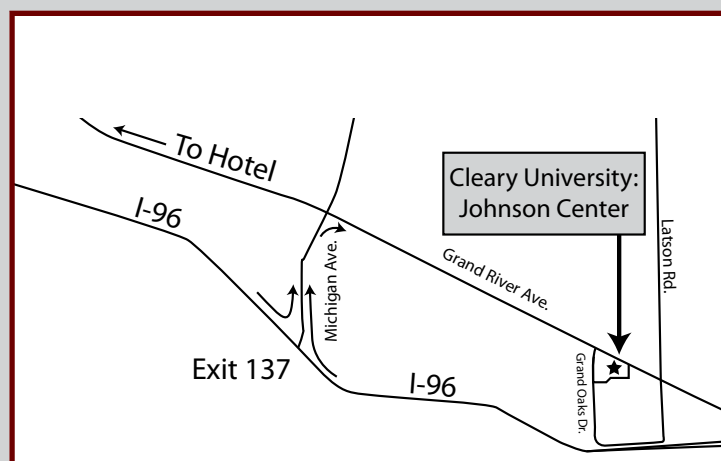 To Hotel
I-96
Cleary University:
Johnson Center
Michigan Ave.
Grand River Ave.
Latson Rd.
Exit 137
I-96
Grand Oaks Dr.